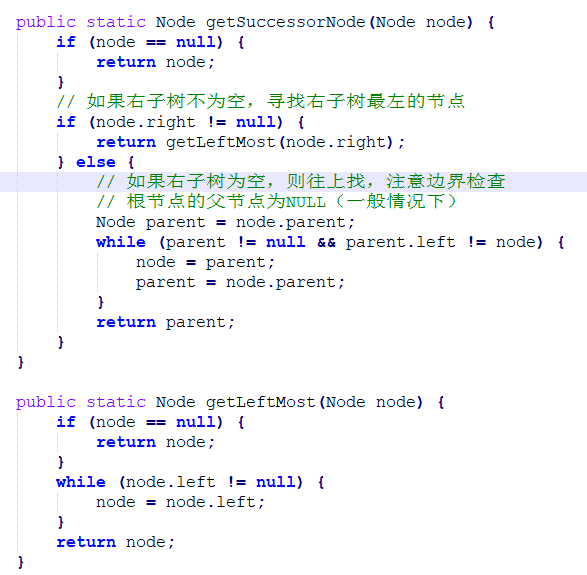 public static Node getSuccessorNode(Node node) {
    if (node == null) {
        return node;
    }
    // 如果右子树不为空，寻找右子树最左的节点
    if (node.right != null) {
        return getLeftMost(node.right);
    } else {
        // 如果右子树为空，则往上找，注意边界检查
        // 根节点的父节点为NULL（一般情况下）
        Node parent = node.parent;
        while (parent != null && parent.left != node) {
            node = parent;
            parent = node.parent;
        }
        return parent;
    }
}

public static Node getLeftMost(Node node) {
    if (node == null) {
        return node;
    }
    while (node.left != null) {
        node = node.left;
    }
    return node;
}